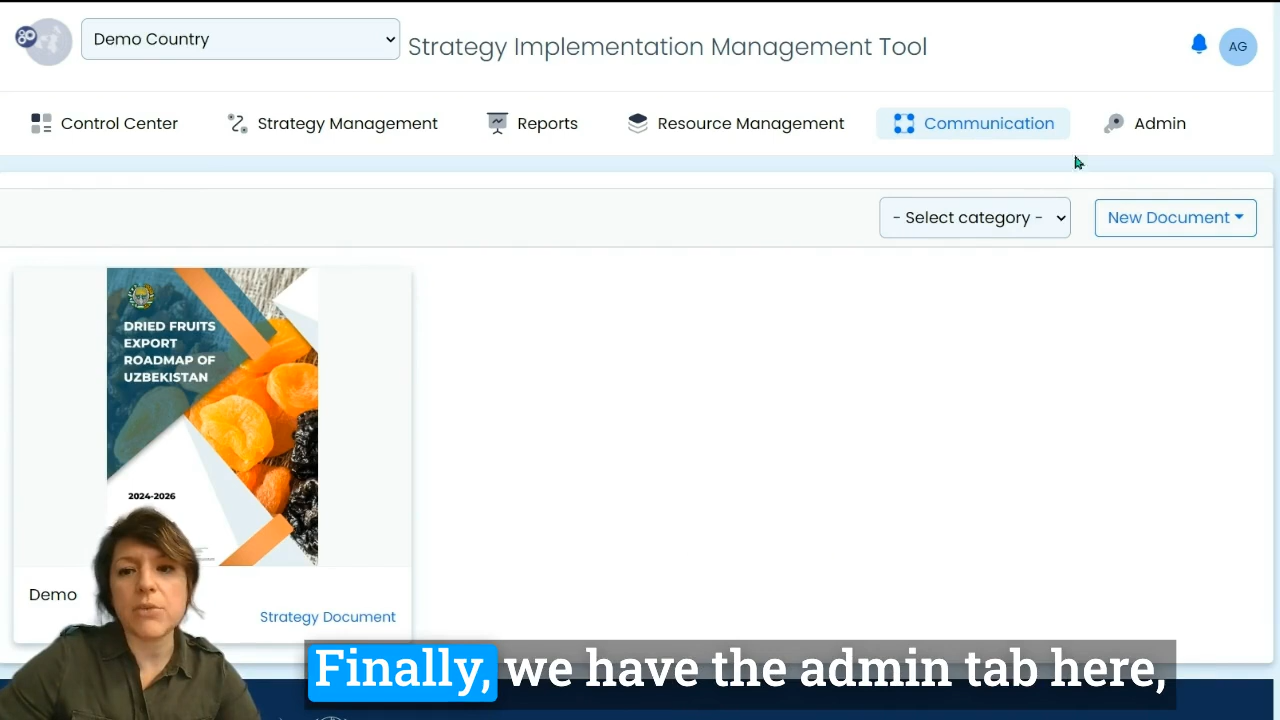 Demo Country
Strategy Implementation Management Tool
AG
Control Center
Strategy Management
Reports
Resource Management
Communication
Admin
- Select category -
New Document
DRIED FRUITS
EXPORT
ROADMAP OF
UZBEKISTAN
2024-2026
Demo
Strategy Document
Finally, we have the admin tab here,